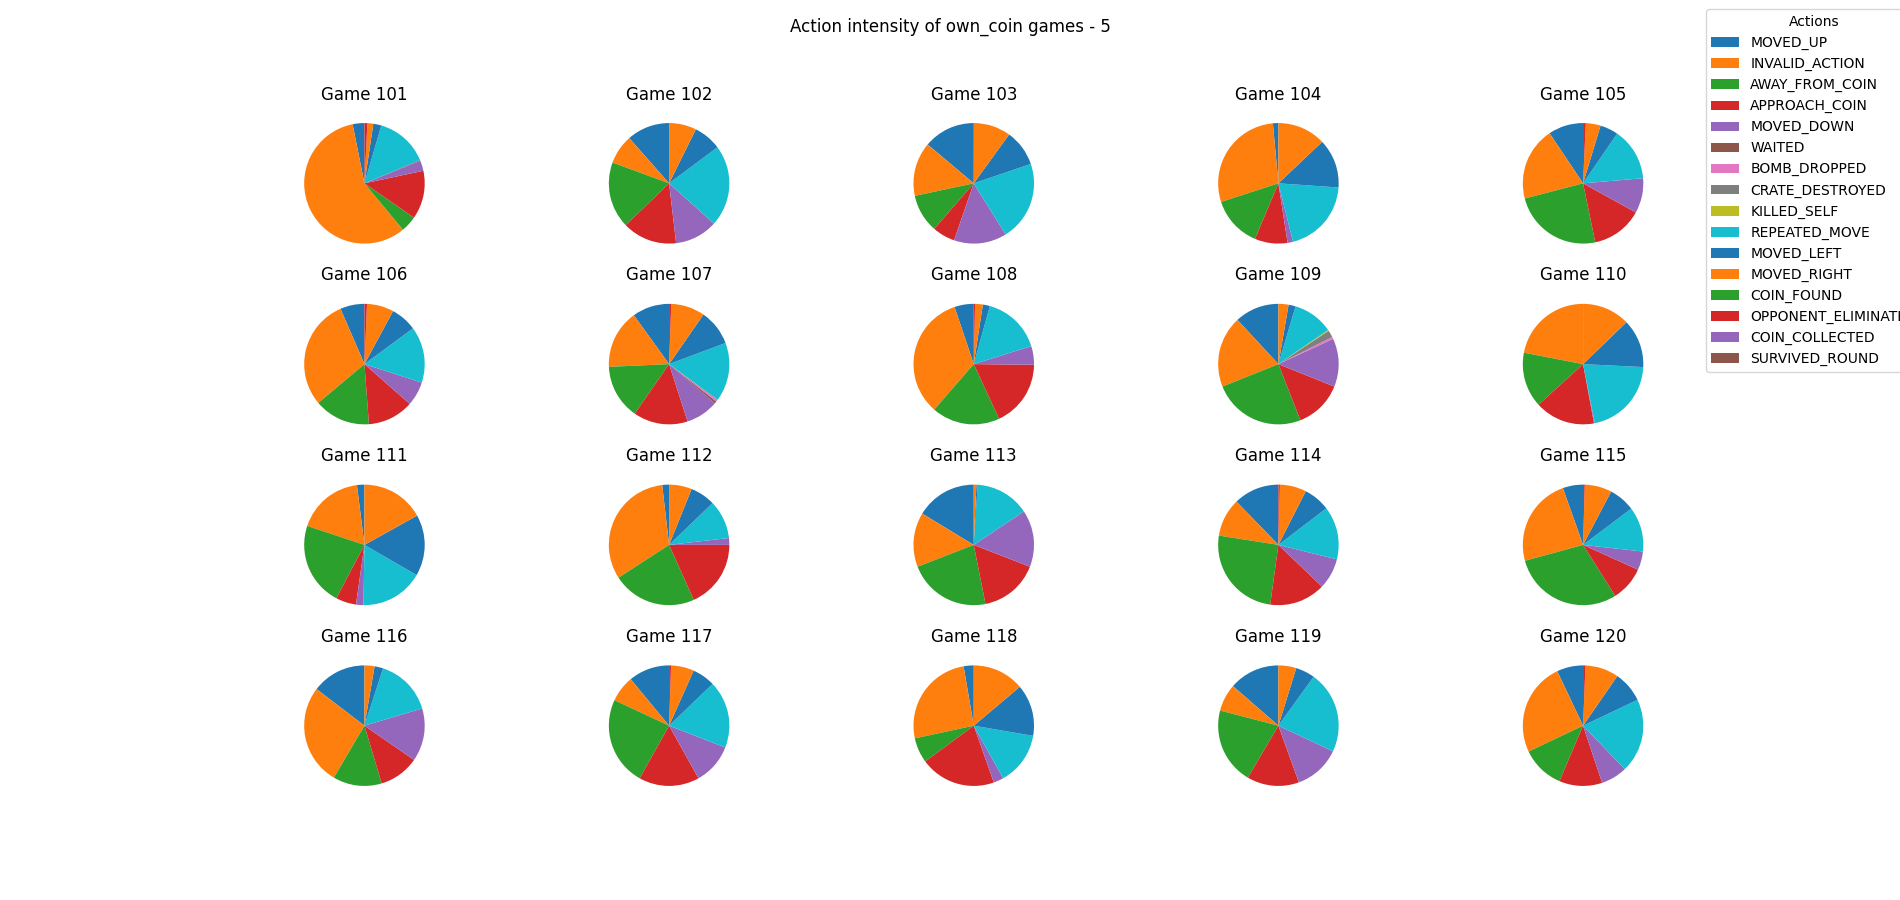 Action intensity of own_coin games - 5
Actions
MOVED_UP
INVALID_ACTION
AWAY_FROM_COIN
APPROACH_COIN
MOVED_DOWN
WAITED
BOMB_DROPPED
CRATE_DESTROYED
KILLED_SELF
REPEATED_MOVE
MOVED_LEFT
MOVED_RIGHT
COIN_FOUND
OPPONENT_ELIMINATI
COIN_COLLECTED
SURVIVED_ROUND
Game 101
Game 102
Game 103
Game 104
Game 105
Game 106
Game 107
Game 108
Game 109
Game 110
Game 111
Game 112
Game 113
Game 114
Game 115
Game 116
Game 117
Game 118
Game 119
Game 120